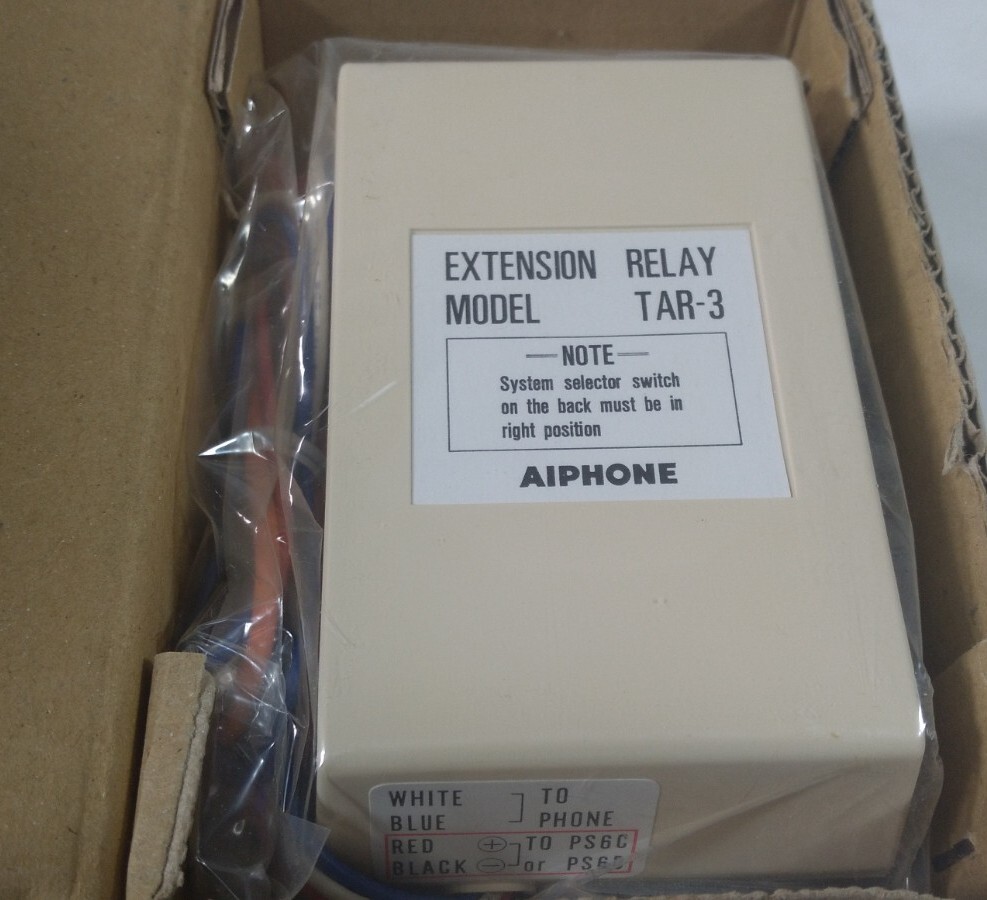 EXTENSION RELAY
MODEL TAR-3
NOTE
System selector switch
on the back must be in
right position
AIPHONE
WHITE TO
BLUE PHONE
RED + TO PS6C
BLACK - or